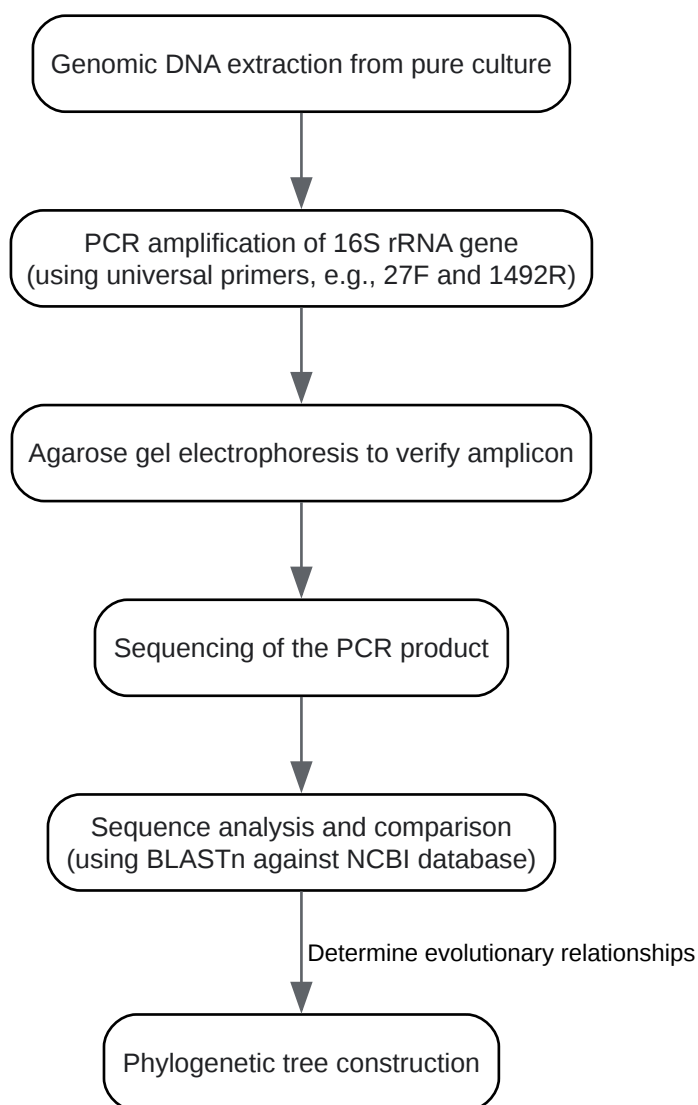 Genomic DNA extraction from pure culture
PCR amplification of 16S rRNA gene
(using universal primers, e.g., 27F and 1492R)
Agarose gel electrophoresis to verify amplicon
Sequencing of the PCR product
Sequence analysis and comparison
(using BLASTn against NCBI database)
Determine evolutionary relationships
Phylogenetic tree construction